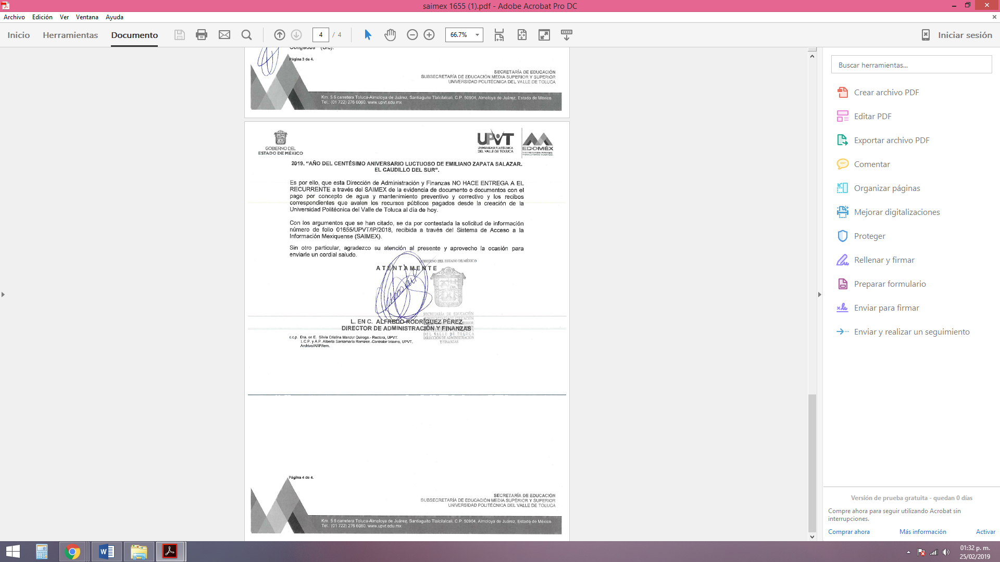 saimex 1655 (1).pdf - Adobe Acrobat Pro DC
Archivo Edición Ver Ventana Ayuda
Inicio Herramientas Documento 4 / 4 66.7% Iniciar sesión
Obligados" (Sic).
Página 3 de 4.
SECRETARÍA DE EDUCACIÓN
SUBSECRETARÍA DE EDUCACIÓN MEDIA SUPERIOR Y SUPERIOR
UNIVERSIDAD POLITÉCNICA DEL VALLE DE TOLUCA
Km. 5.6 carretera Toluca-Almoloya de Juárez, Santiaguito Tlalcilalcali, C.P. 50904, Almoloya de Juárez, Estado de México.
Tel.: (01 722) 276 6060. www.upvt.edu.mx
GOBIERNO DEL
ESTADO DE MÉXICO
UPVT
UNIVERSIDAD POLITÉCNICA
DEL VALLE DE TOLUCA
EDOMÉX
DECISIONES FIRMES,
RESULTADOS FUERTES.
2019. "AÑO DEL CENTÉSIMO ANIVERSARIO LUCTUOSO DE EMILIANO ZAPATA SALAZAR.
EL CAUDILLO DEL SUR".
Es por ello, que esta Dirección de Administración y Finanzas NO HACE ENTREGA A EL
RECURRENTE a través del SAIMEX de la evidencia de documento o documentos con el
pago por concepto de agua y mantenimiento preventivo y correctivo y los recibos
correspondientes que avalen los recursos públicos pagados desde la creación de la
Universidad Politécnica del Valle de Toluca al día de hoy.
Con los argumentos que se han citado, se da por contestada la solicitud de información
número de folio 01655/UPVT/IP/2018, recibida a través del Sistema de Acceso a la
Información Mexiquense (SAIMEX).
Sin otro particular, agradezco su atención al presente y aprovecho la ocasión para
enviarle un cordial saludo.
GOBIERNO DEL ESTADO DE MÉXICO
ATENTAMENTE
SECRETARÍA DE EDUCACIÓN
L. EN C. ALFREDO RODRÍGUEZ PÉREZ
DIRECTOR DE ADMINISTRACIÓN Y FINANZAS
DEL VALLE DE TOLUCA
DIRECCIÓN DE ADMINISTRACIÓN
Y FINANZAS
c.c.p. Dra. en E. Silvia Cristina Manzur Quiroga.- Rectora, UPVT.
L.C.P. y A.P. Alberto Santamaría Ramírez.-Contralor Interno, UPVT.
Archivo/ARP/lem.
Página 4 de 4.
SECRETARÍA DE EDUCACIÓN
SUBSECRETARÍA DE EDUCACIÓN MEDIA SUPERIOR Y SUPERIOR
UNIVERSIDAD POLITÉCNICA DEL VALLE DE TOLUCA
Km. 5.6 carretera Toluca-Almoloya de Juárez, Santiaguito Tlalcilalcali, C.P. 50904, Almoloya de Juárez, Estado de México.
Tel.: (01 722) 276 6060. www.upvt.edu.mx
Buscar herramientas...
Crear archivo PDF
Editar PDF
Exportar archivo PDF
Comentar
Organizar páginas
Mejorar digitalizaciones
Proteger
Rellenar y firmar
Preparar formulario
Enviar para firmar
Enviar y realizar un seguimiento
Versión de prueba gratuita - quedan 0 días
Compre ahora para seguir utilizando Acrobat sin
interrupciones.
Comprar ahora Más información Activar
01:32 p. m.
25/02/2019